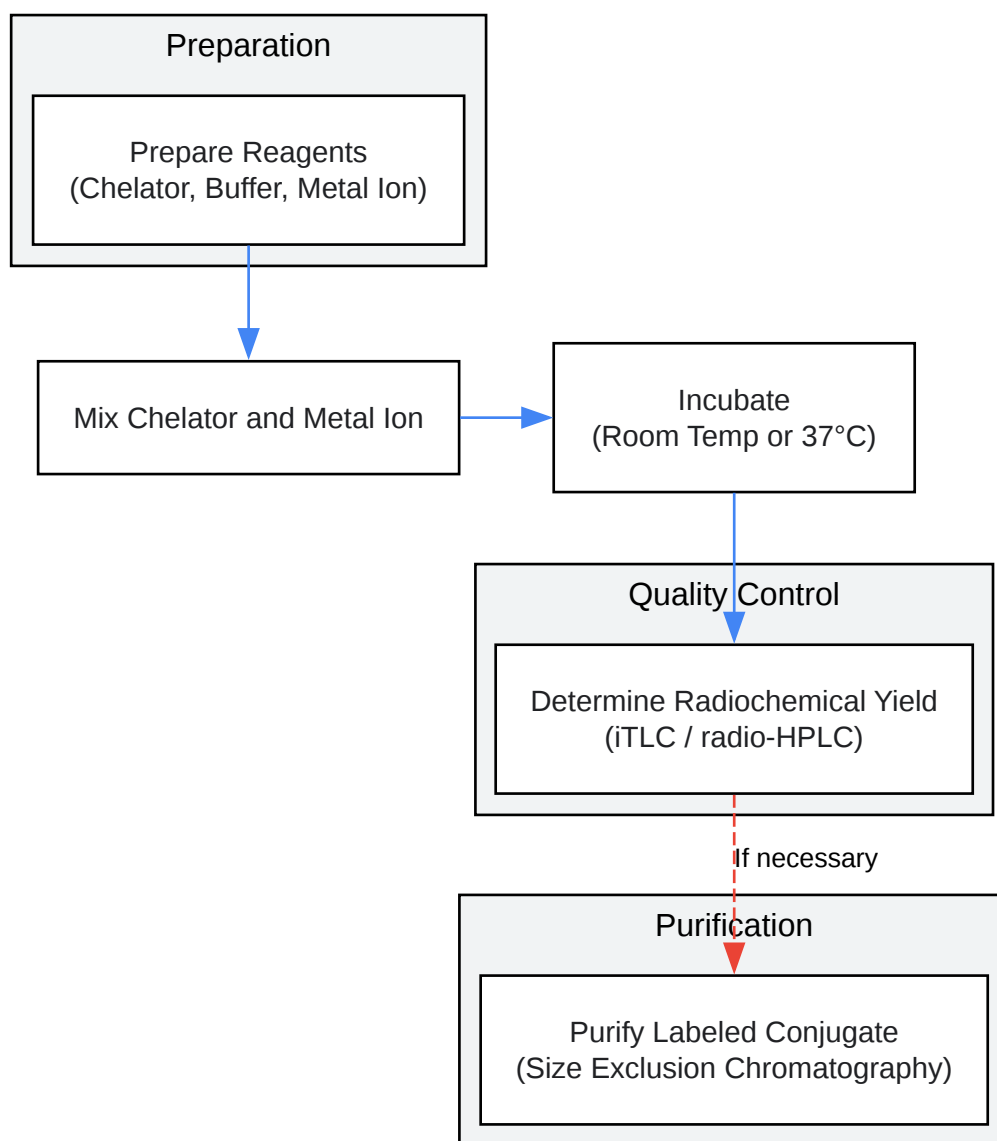 Preparation
Prepare Reagents
(Chelator, Buffer, Metal Ion)
Mix Chelator and Metal Ion
Incubate
(Room Temp or 37°C)
Quality Control
Determine Radiochemical Yield
(iTLC / radio-HPLC)
If necessary
Purification
Purify Labeled Conjugate
(Size Exclusion Chromatography)